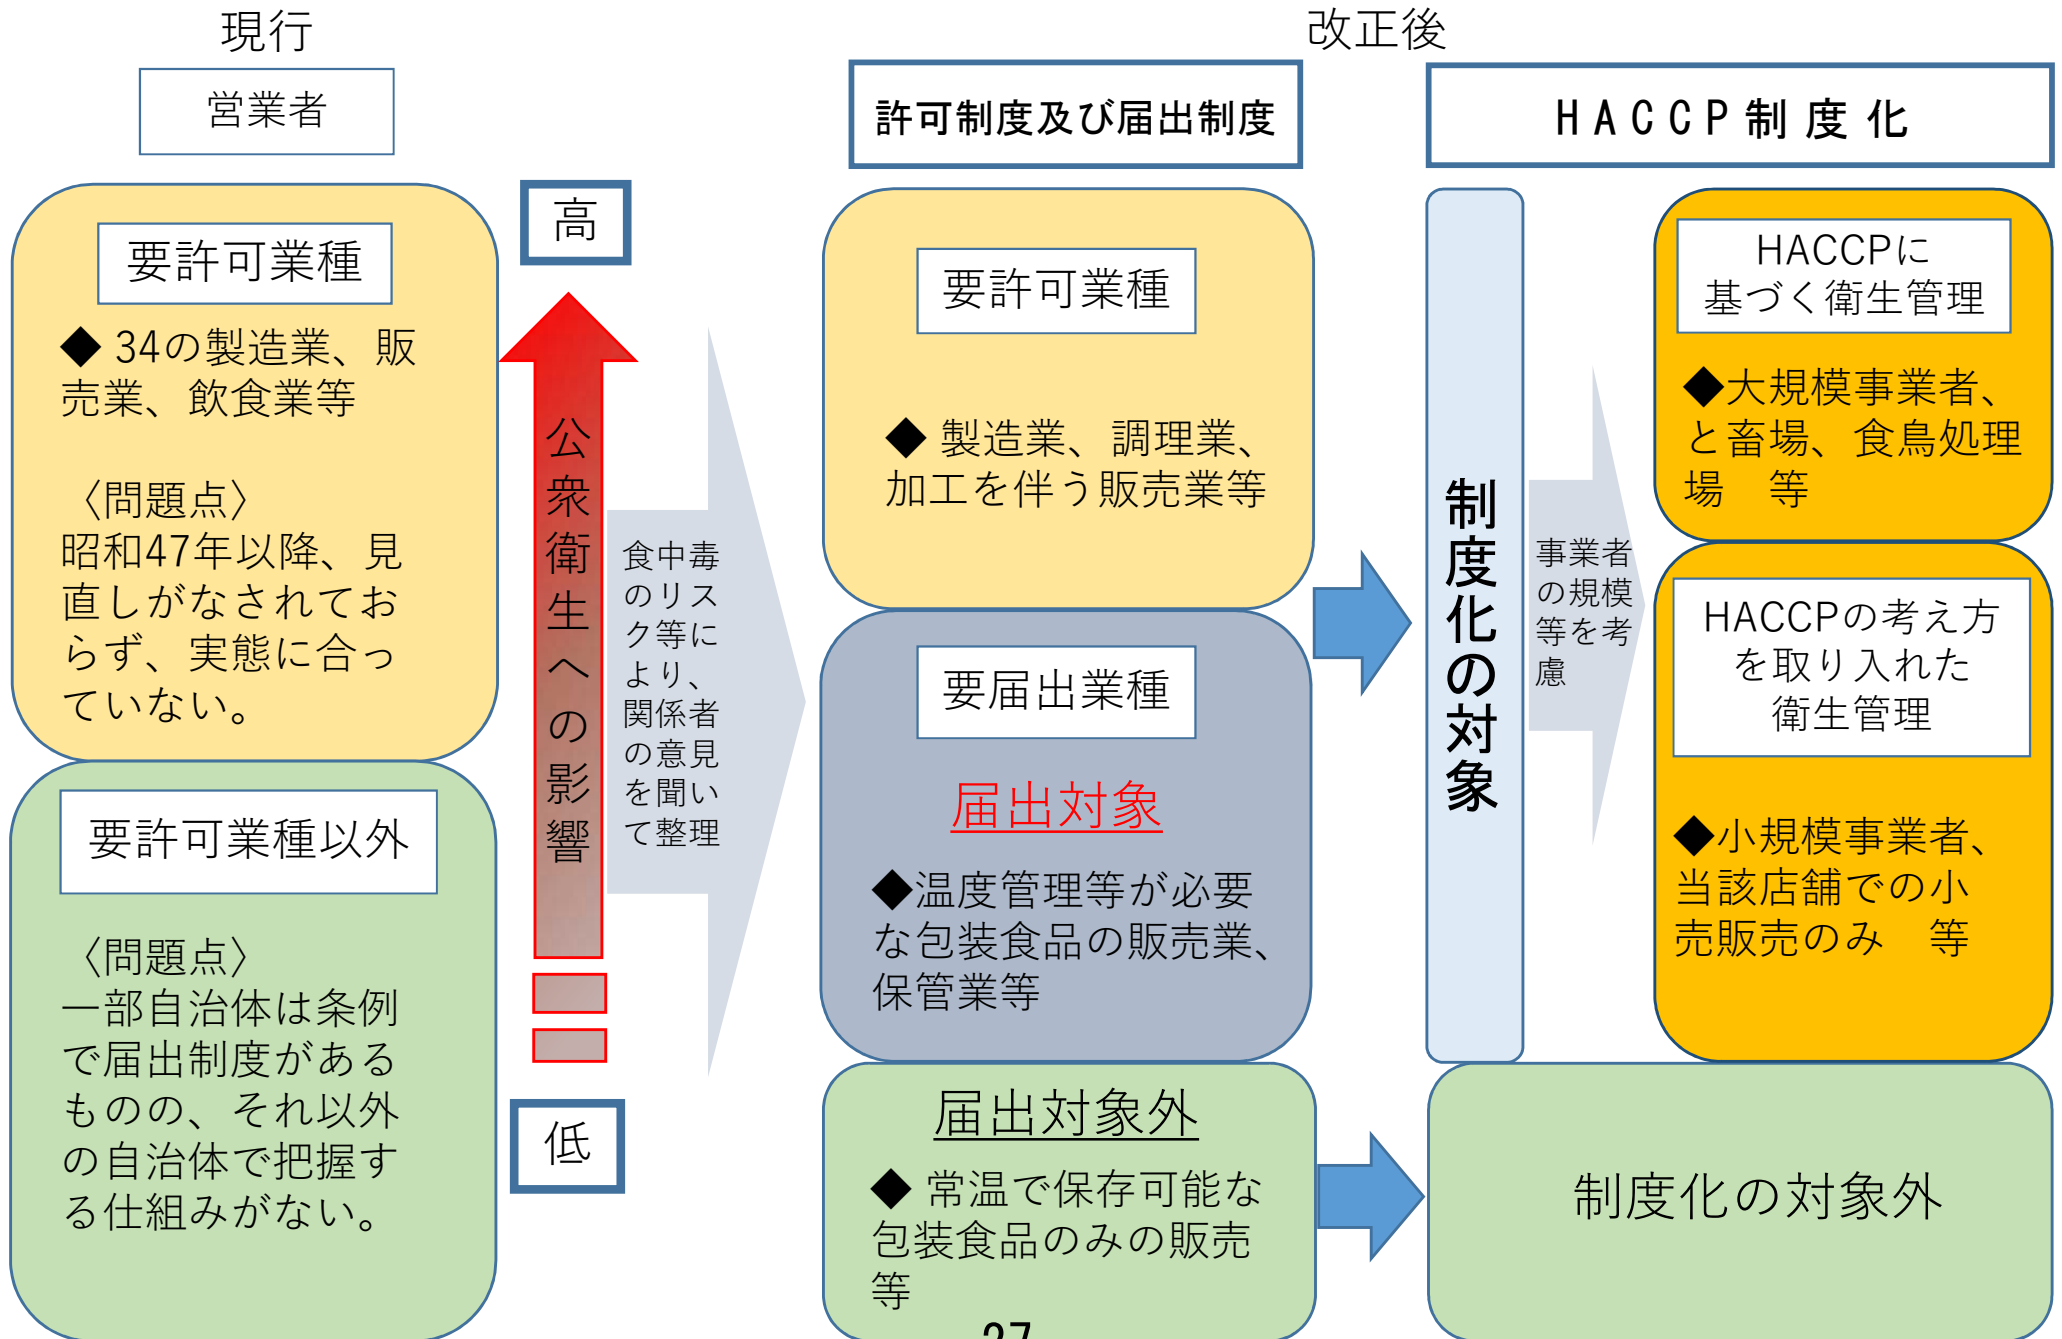 現行
営業者
要許可業種
◆ 34の製造業、販
売業、飲食業等
〈問題点〉
昭和47年以降、見
直しがなされてお
らず、実態に合っ
ていない。
要許可業種以外
〈問題点〉
一部自治体は条例
で届出制度がある
ものの、それ以外
の自治体で把握す
る仕組みがない。
高
公衆衛生への影響
低
食中毒
のリス
ク等に
より、
関係者
の意見
を聞い
て整理
改正後
許可制度及び届出制度
要許可業種
◆ 製造業、調理業、
加工を伴う販売業等
要届出業種
届出対象
◆温度管理等が必要
な包装食品の販売業、
保管業等
届出対象外
◆ 常温で保存可能な
包装食品のみの販売
等
HACCP制度化
制度化の対象
事業者
の規模
等を考
慮
HACCPに
基づく衛生管理
◆大規模事業者、
と畜場、食鳥処理
場　等
HACCPの考え方
を取り入れた
衛生管理
◆小規模事業者、
当該店舗での小
売販売のみ　等
制度化の対象外
27